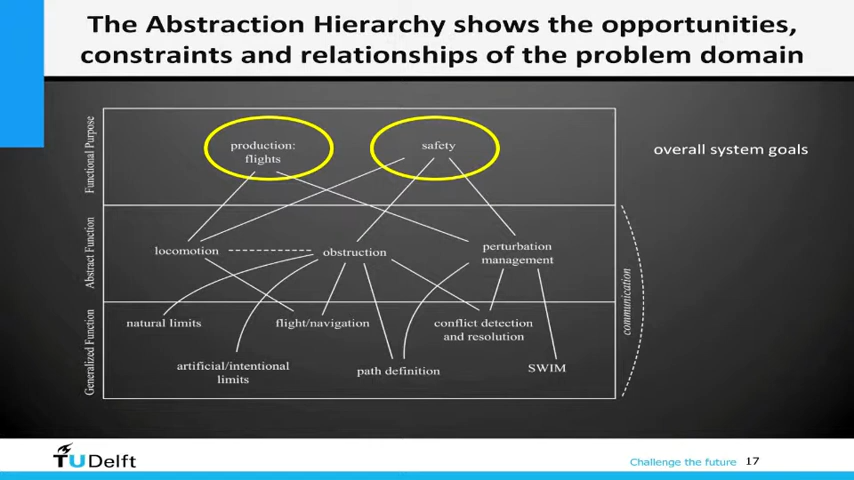 The Abstraction Hierarchy shows the opportunities,
constraints and relationships of the problem domain
Functional Purpose
production:
flights
safety
overall system goals
Abstract Function
locomotion
obstruction
perturbation
management
communication
Generalized Function
natural limits
flight/navigation
conflict detection
and resolution
artificial/intentional
limits
path definition
SWIM
TUDelft
Challenge the future 17